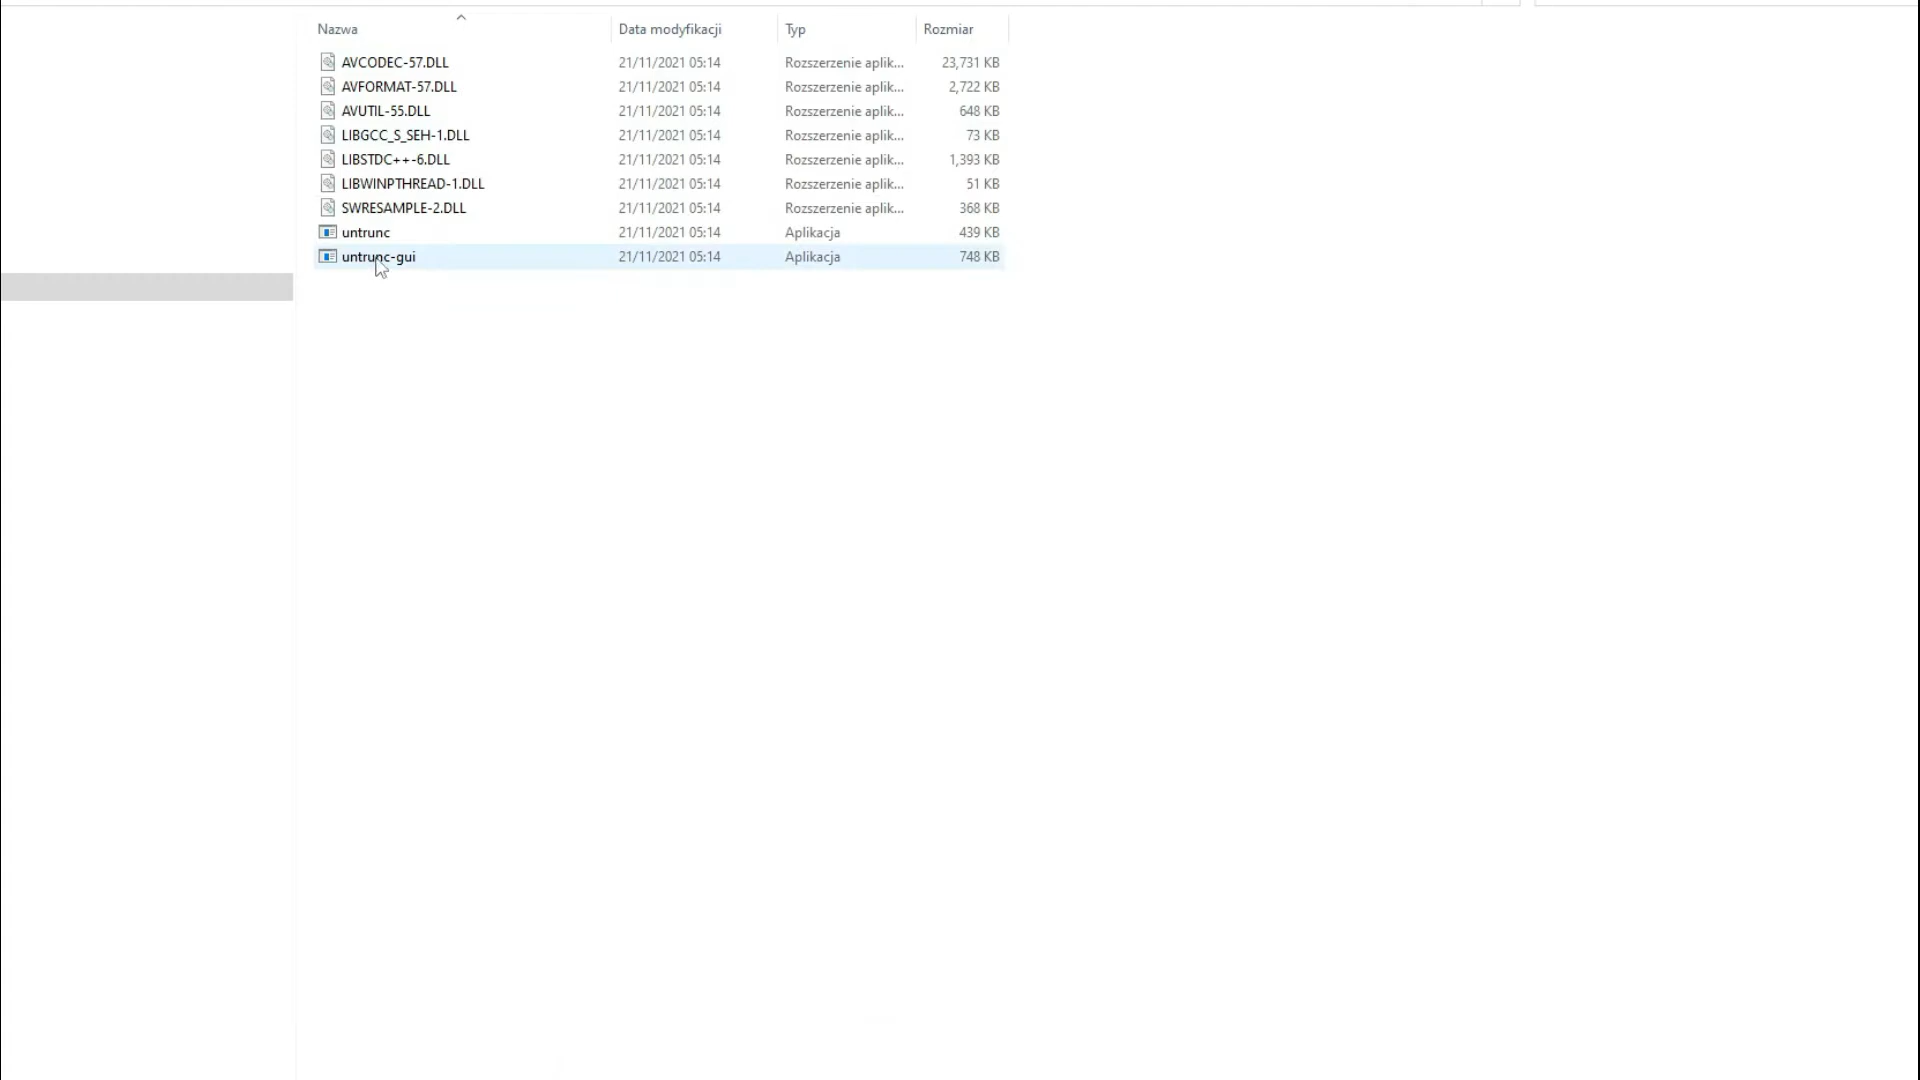 Nazwa Data modyfikacji Typ Rozmiar
AVCODEC-57.DLL 21/11/2021 05:14 Rozszerzenie aplik... 23,731 KB
AVFORMAT-57.DLL 21/11/2021 05:14 Rozszerzenie aplik... 2,722 KB
AVUTIL-55.DLL 21/11/2021 05:14 Rozszerzenie aplik... 648 KB
LIBGCC_S_SEH-1.DLL 21/11/2021 05:14 Rozszerzenie aplik... 73 KB
LIBSTDC++-6.DLL 21/11/2021 05:14 Rozszerzenie aplik... 1,393 KB
LIBWINPTHREAD-1.DLL 21/11/2021 05:14 Rozszerzenie aplik... 51 KB
SWRESAMPLE-2.DLL 21/11/2021 05:14 Rozszerzenie aplik... 368 KB
untrunc 21/11/2021 05:14 Aplikacja 439 KB
untrunc-gui 21/11/2021 05:14 Aplikacja 748 KB